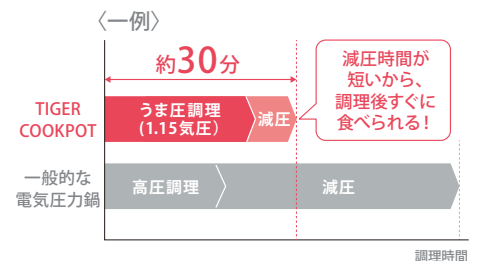 〈一例〉
約30分
減圧時間が
短いから、
調理後すぐに
食べられる！
TIGER
COOKPOT
うま圧調理
(1.15気圧)
減圧
一般的な
電気圧力鍋
高圧調理
減圧
調理時間